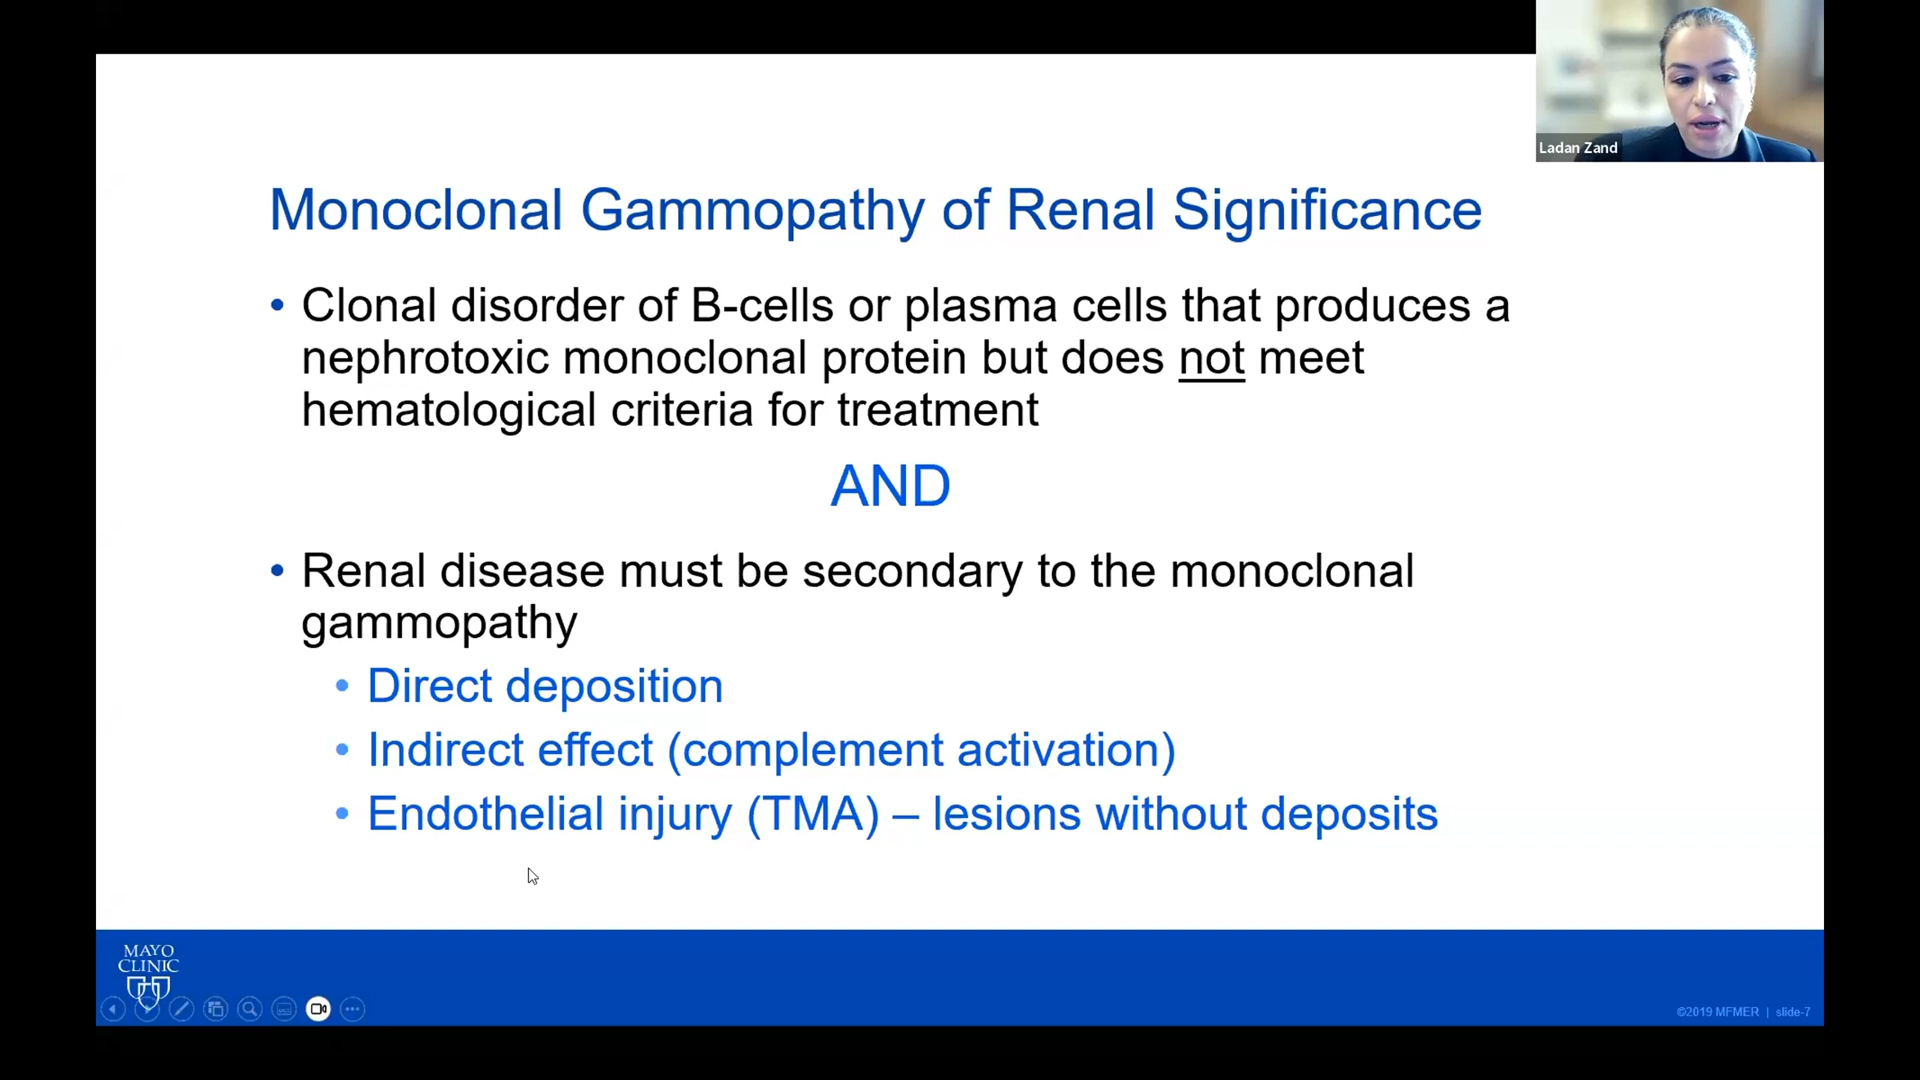 Ladan Zand
Monoclonal Gammopathy of Renal Significance
• Clonal disorder of B-cells or plasma cells that produces a
nephrotoxic monoclonal protein but does not meet
hematological criteria for treatment
AND
• Renal disease must be secondary to the monoclonal
gammopathy
• Direct deposition
• Indirect effect (complement activation)
• Endothelial injury (TMA) – lesions without deposits
MAYO
CLINIC
©2019 MFMER | slide-7